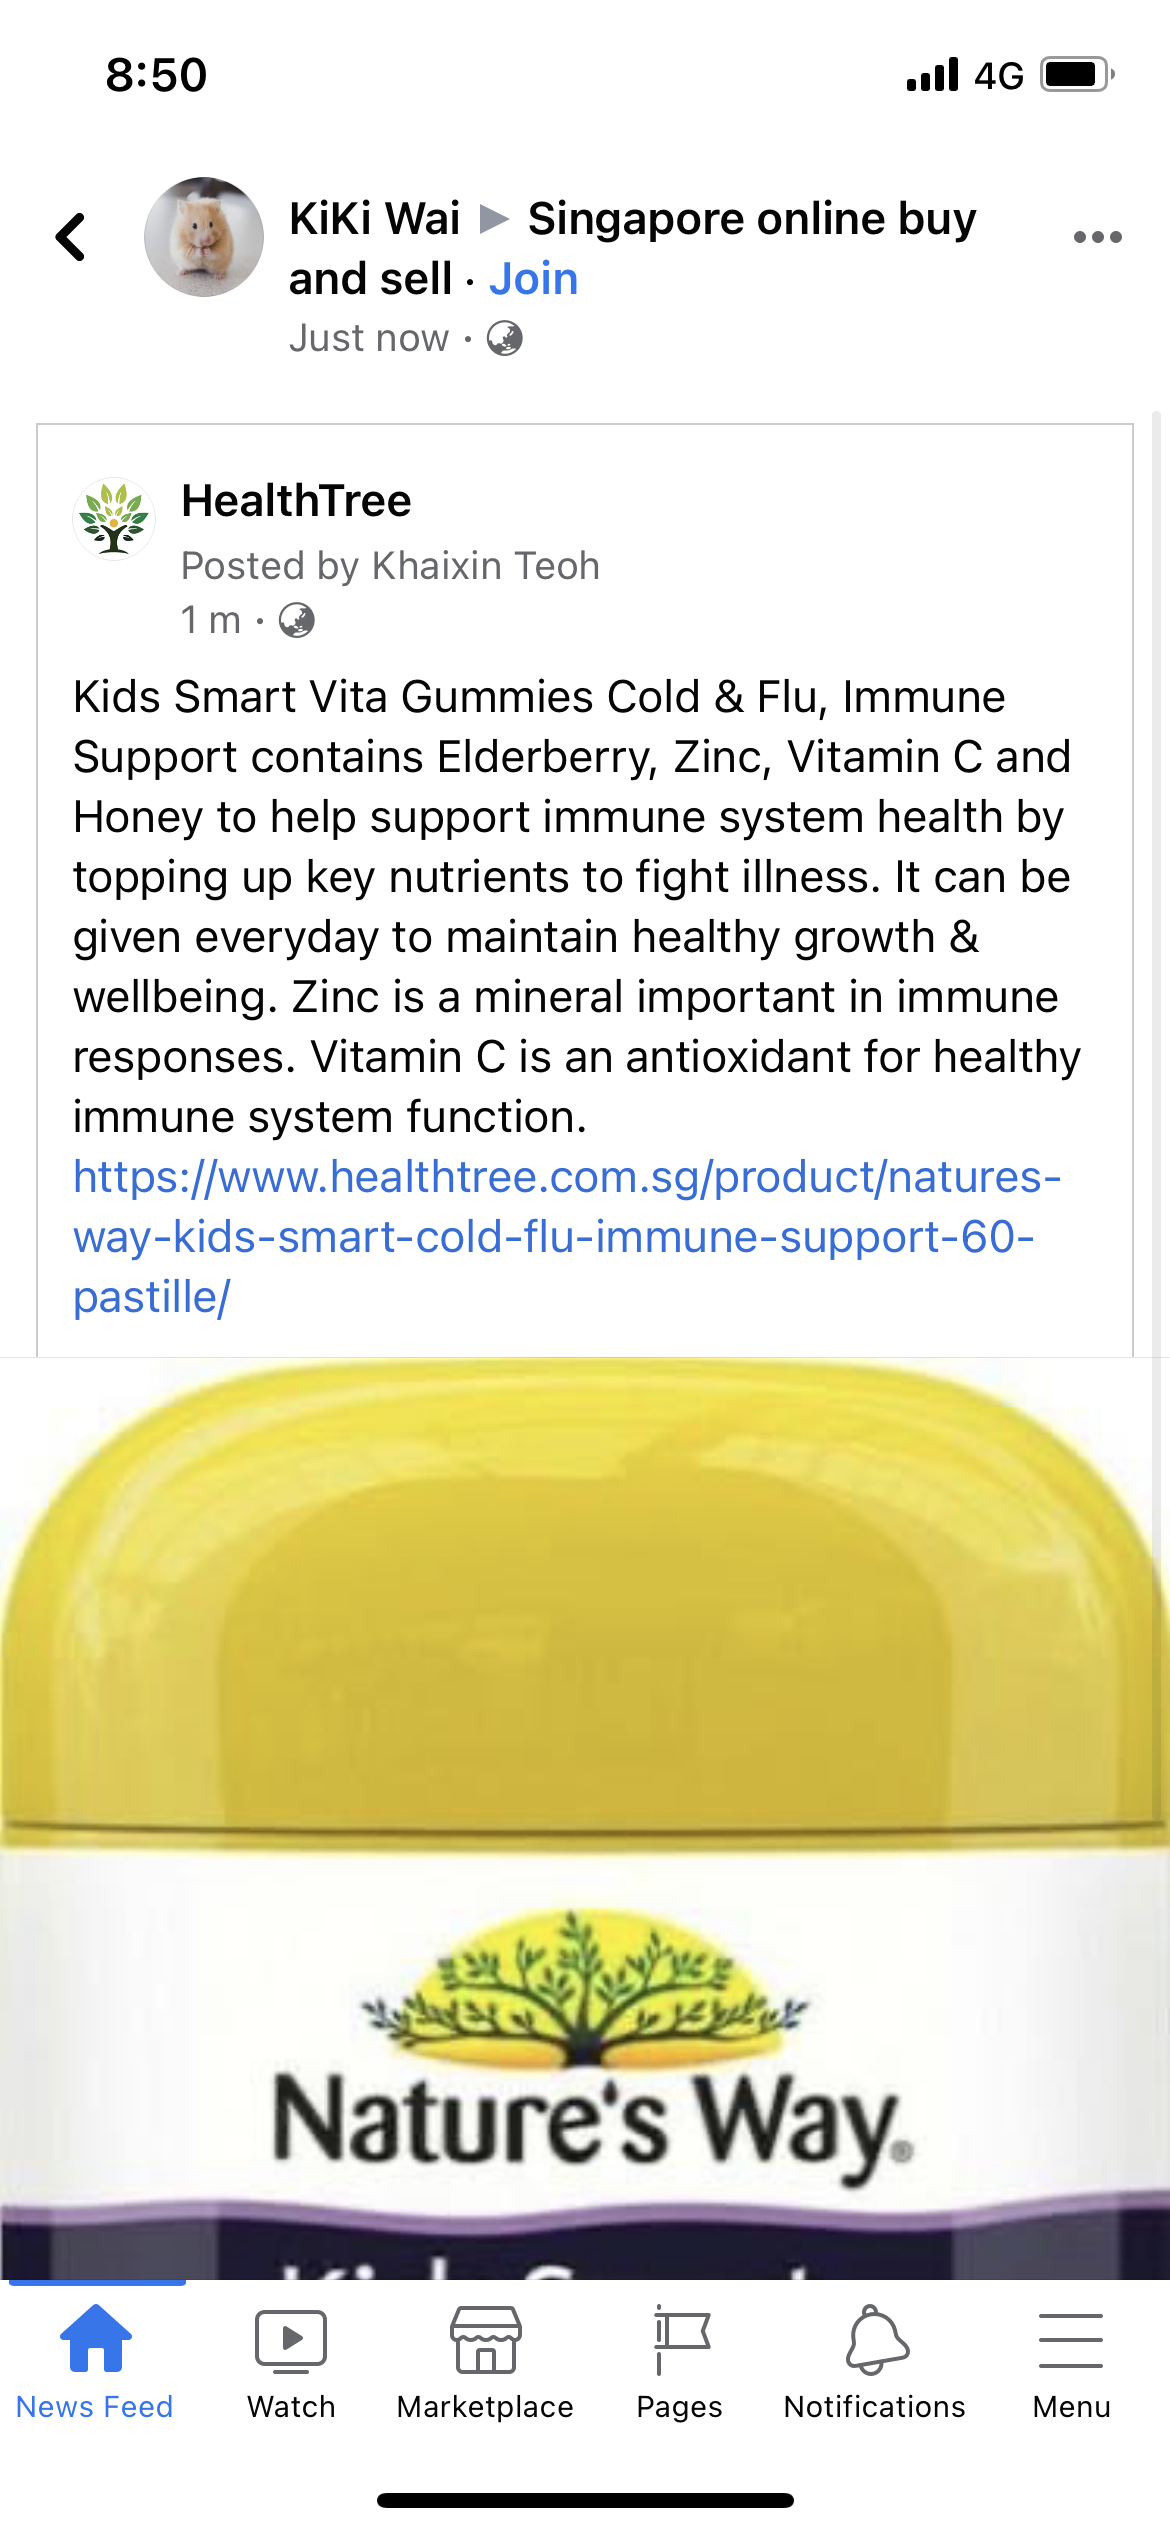 8:50
4G
KiKi Wai ▶ Singapore online buy
and sell · Join
Just now ·
HealthTree
Posted by Khaixin Teoh
1 m ·
Kids Smart Vita Gummies Cold & Flu, Immune
Support contains Elderberry, Zinc, Vitamin C and
Honey to help support immune system health by
topping up key nutrients to fight illness. It can be
given everyday to maintain healthy growth &
wellbeing. Zinc is a mineral important in immune
responses. Vitamin C is an antioxidant for healthy
immune system function.
https://www.healthtree.com.sg/product/natures-
way-kids-smart-cold-flu-immune-support-60-
pastille/
Nature's Way®
News Feed
Watch
Marketplace
Pages
Notifications
Menu